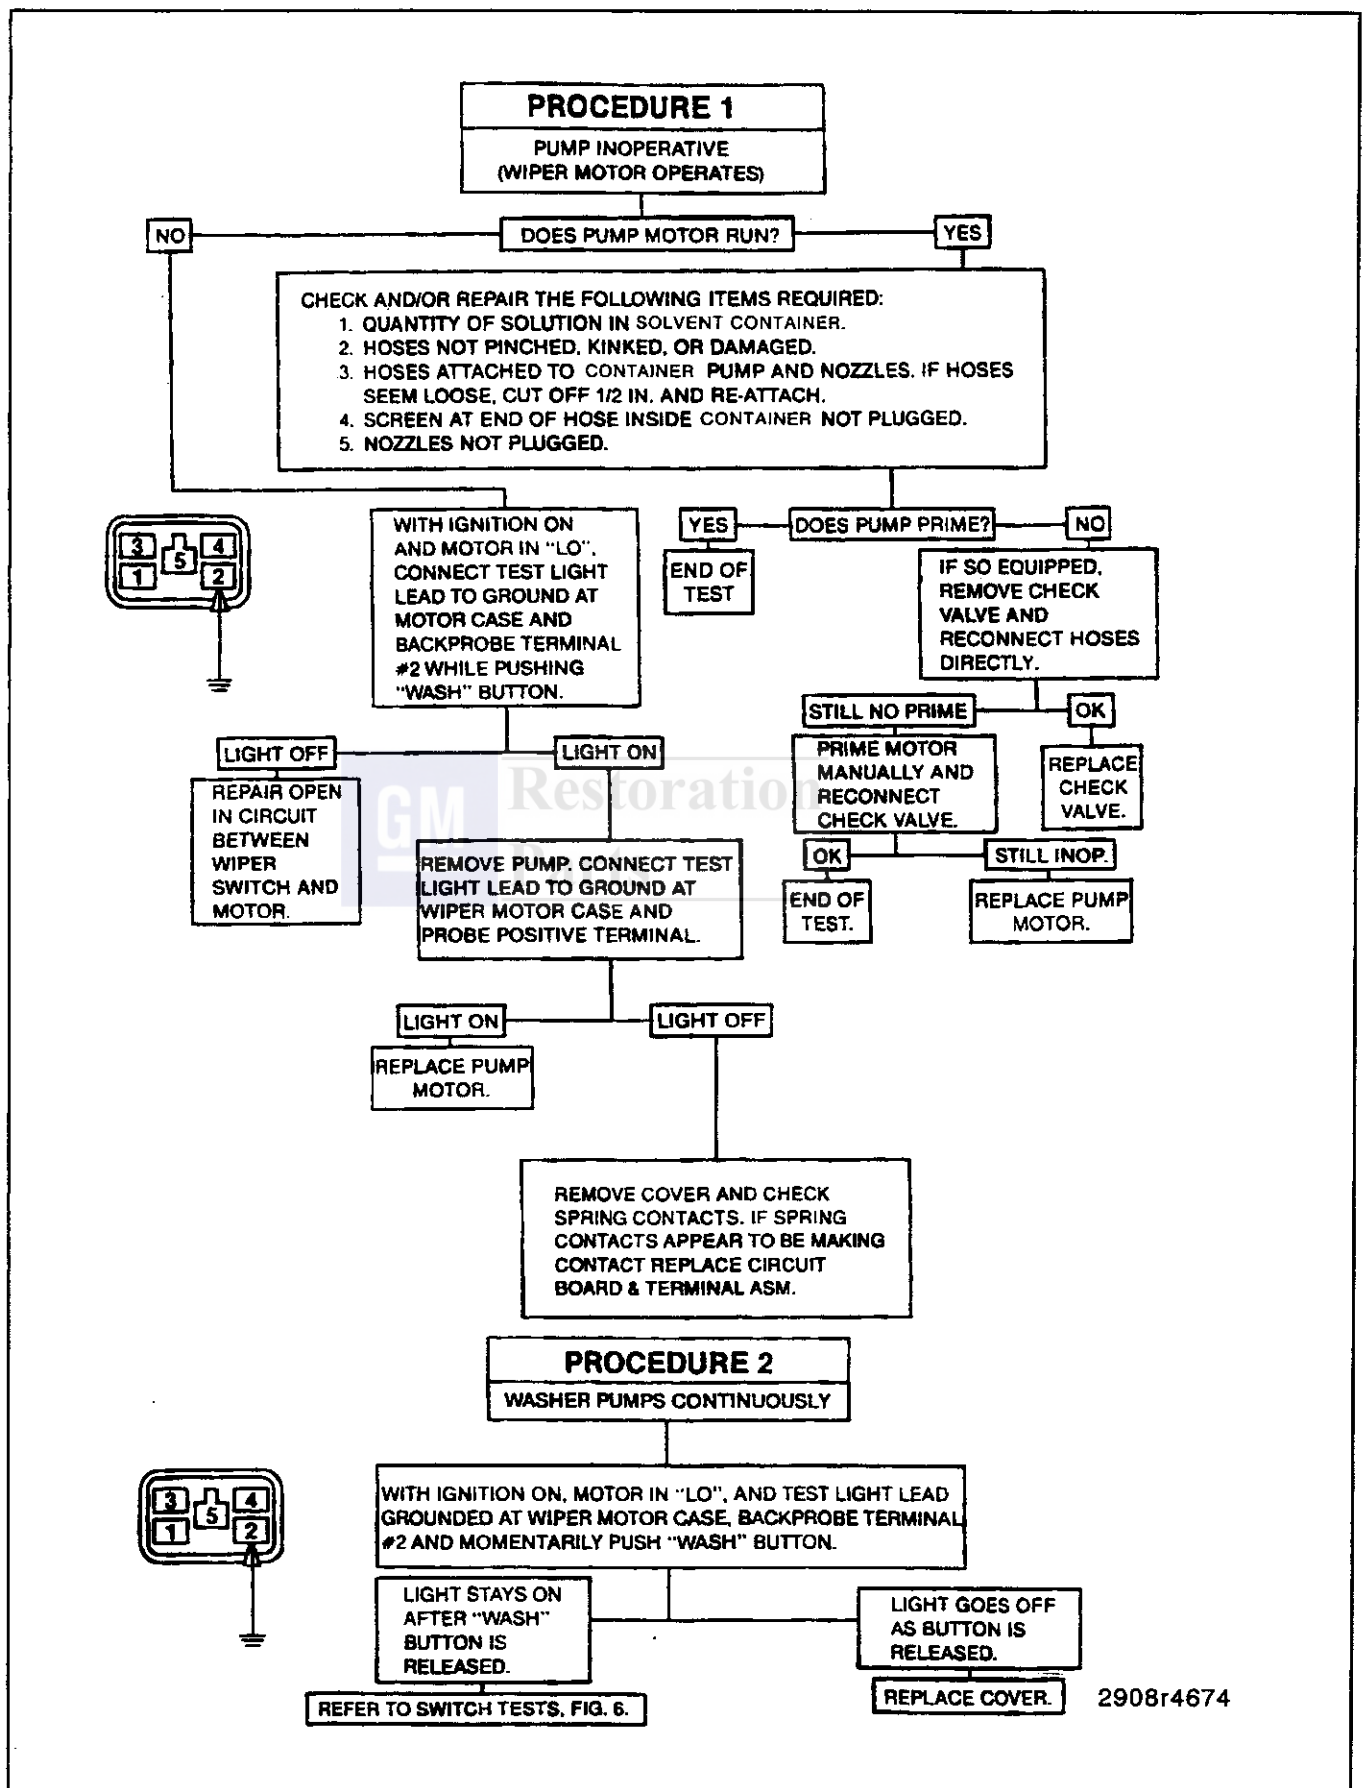 PROCEDURE 1
PUMP INOPERATIVE
(WIPER MOTOR OPERATES)
NO
DOES PUMP MOTOR RUN?
YES
CHECK AND/OR REPAIR THE FOLLOWING ITEMS REQUIRED:
1. QUANTITY OF SOLUTION IN SOLVENT CONTAINER.
2. HOSES NOT PINCHED, KINKED, OR DAMAGED.
3. HOSES ATTACHED TO CONTAINER PUMP AND NOZZLES. IF HOSES
SEEM LOOSE, CUT OFF 1/2 IN. AND RE-ATTACH.
4. SCREEN AT END OF HOSE INSIDE CONTAINER NOT PLUGGED.
5. NOZZLES NOT PLUGGED.
3
4
5
1
2
WITH IGNITION ON
AND MOTOR IN "LO",
CONNECT TEST LIGHT
LEAD TO GROUND AT
MOTOR CASE AND
BACKPROBE TERMINAL
#2 WHILE PUSHING
"WASH" BUTTON.
YES
DOES PUMP PRIME?
NO
END OF
TEST
IF SO EQUIPPED,
REMOVE CHECK
VALVE AND
RECONNECT HOSES
DIRECTLY.
STILL NO PRIME
OK
PRIME MOTOR
MANUALLY AND
RECONNECT
CHECK VALVE.
REPLACE
CHECK
VALVE.
OK
STILL INOP.
END OF
TEST.
REPLACE PUMP
MOTOR.
LIGHT OFF
LIGHT ON
REPAIR OPEN
IN CIRCUIT
BETWEEN
WIPER
SWITCH AND
MOTOR.
GM
Restoration
Parts
REMOVE PUMP, CONNECT TEST
LIGHT LEAD TO GROUND AT
WIPER MOTOR CASE AND
PROBE POSITIVE TERMINAL.
LIGHT ON
LIGHT OFF
REPLACE PUMP
MOTOR.
REMOVE COVER AND CHECK
SPRING CONTACTS. IF SPRING
CONTACTS APPEAR TO BE MAKING
CONTACT REPLACE CIRCUIT
BOARD & TERMINAL ASM.
PROCEDURE 2
WASHER PUMPS CONTINUOUSLY
3
4
5
1
2
WITH IGNITION ON, MOTOR IN "LO", AND TEST LIGHT LEAD
GROUNDED AT WIPER MOTOR CASE, BACKPROBE TERMINAL
#2 AND MOMENTARILY PUSH "WASH" BUTTON.
LIGHT STAYS ON
AFTER "WASH"
BUTTON IS
RELEASED.
LIGHT GOES OFF
AS BUTTON IS
RELEASED.
REFER TO SWITCH TESTS, FIG. 6.
REPLACE COVER.
2908r4674